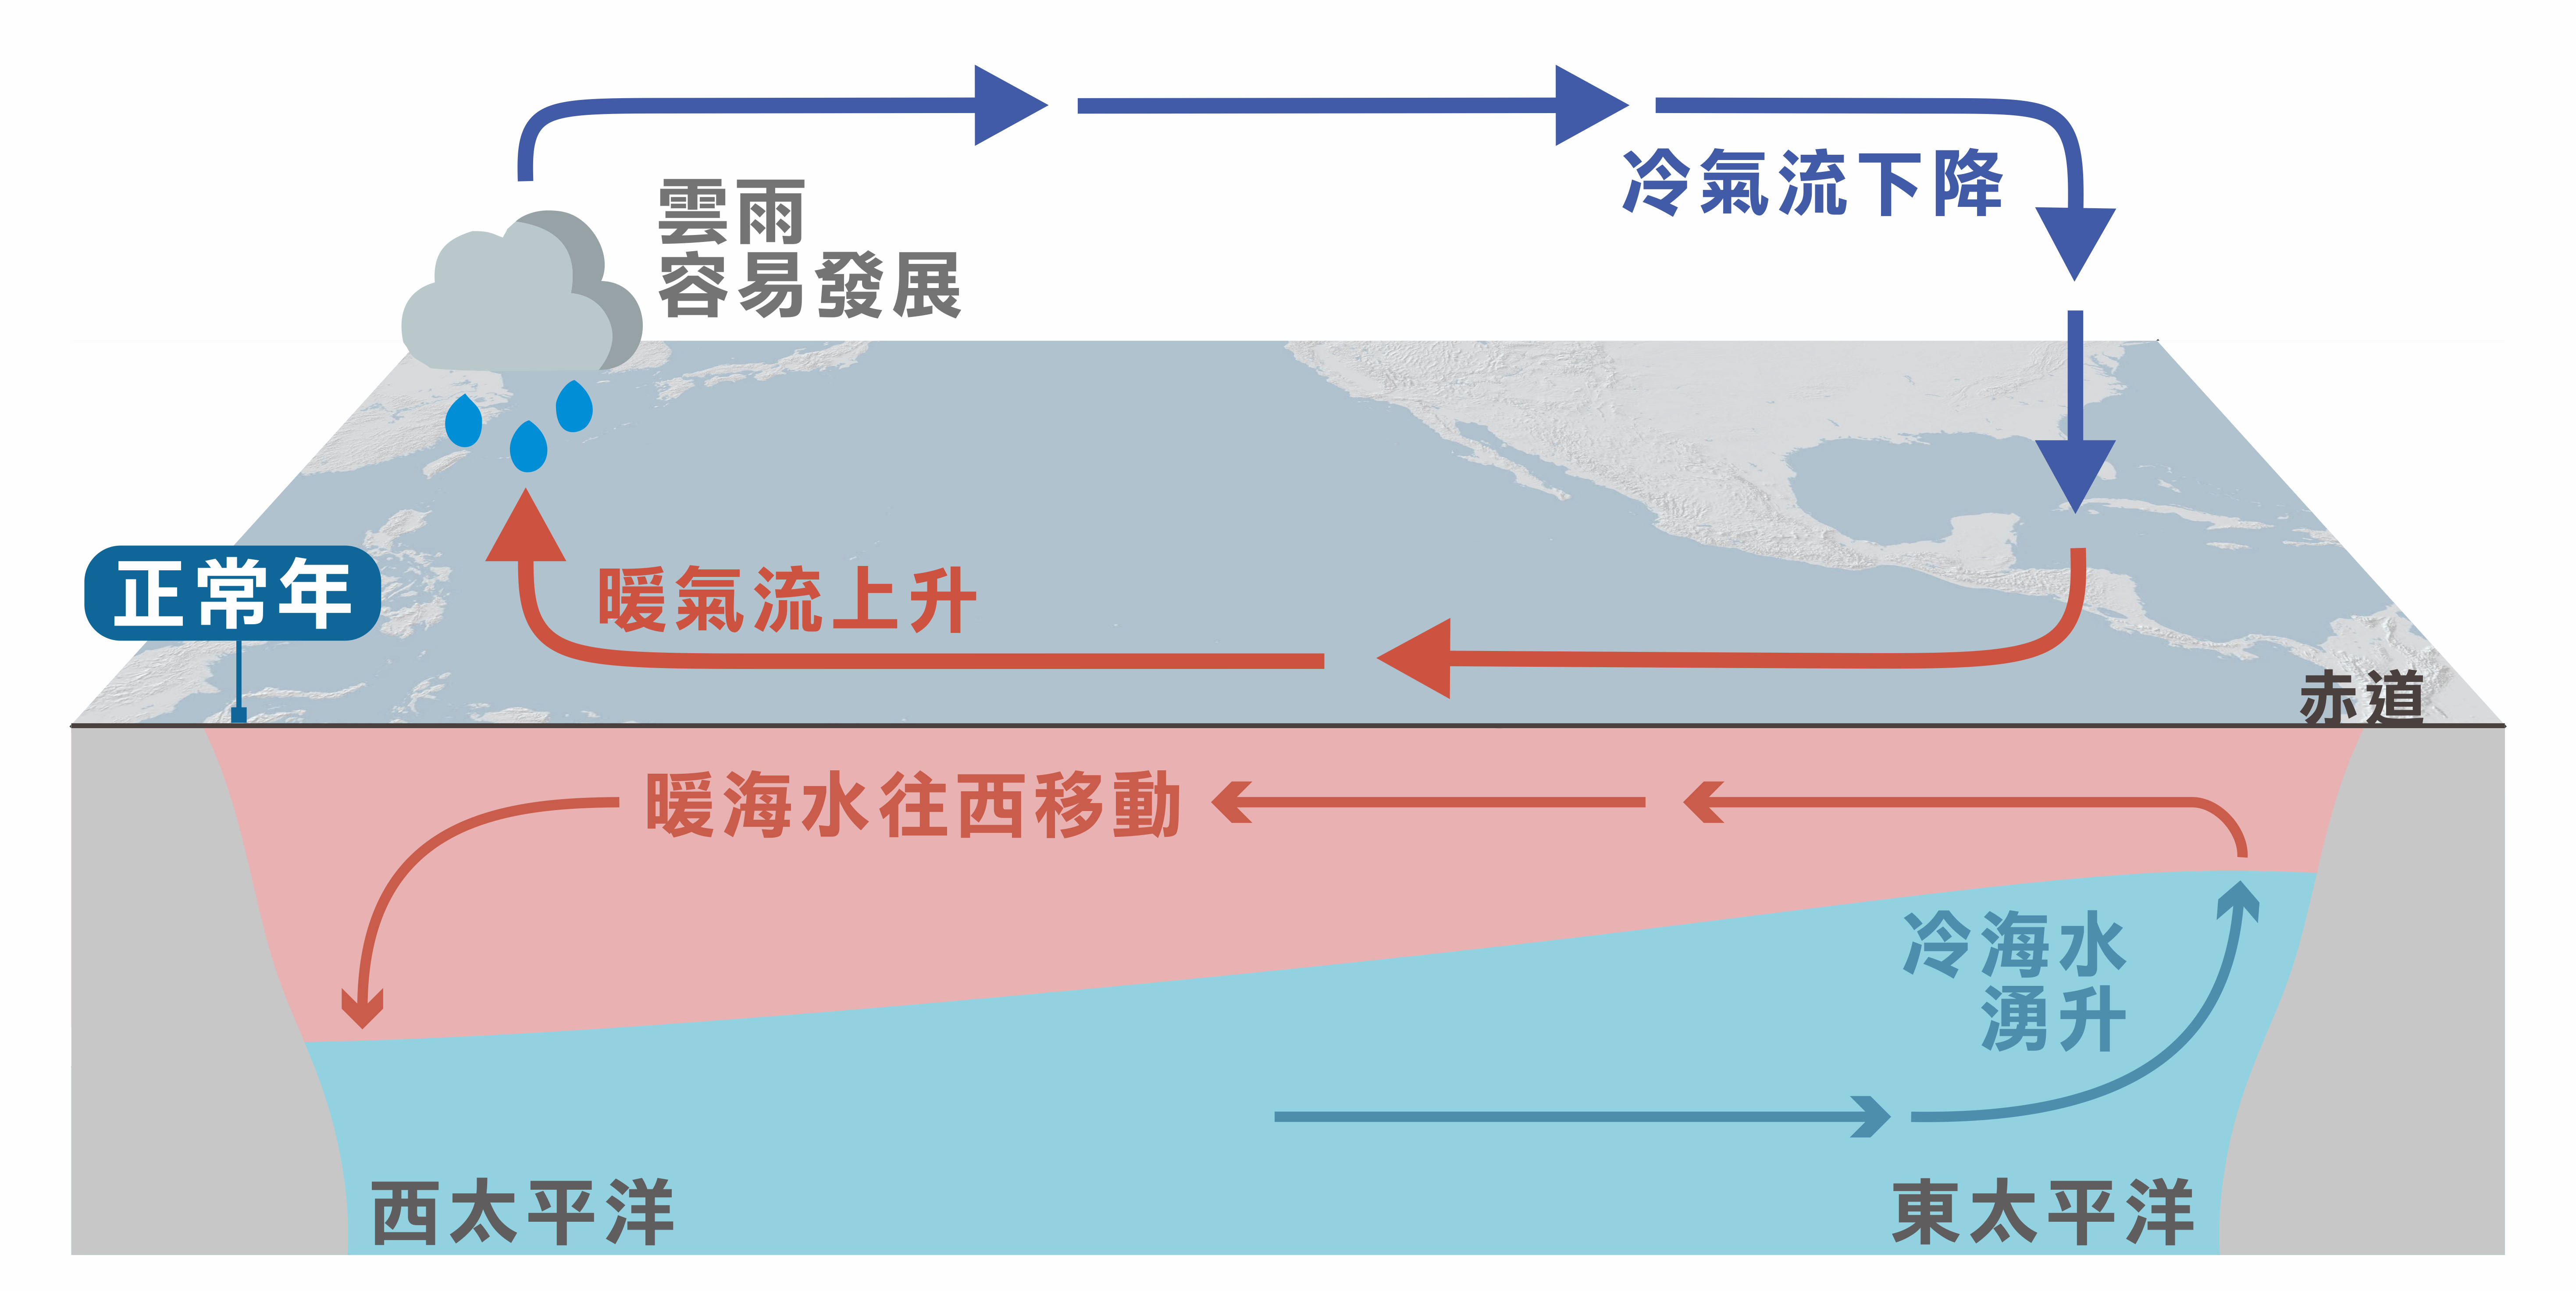 冷氣流下降
雲雨
容易發展
正常年
暖氣流上升
赤道
暖海水往西移動
冷海水
湧升
西太平洋
東太平洋